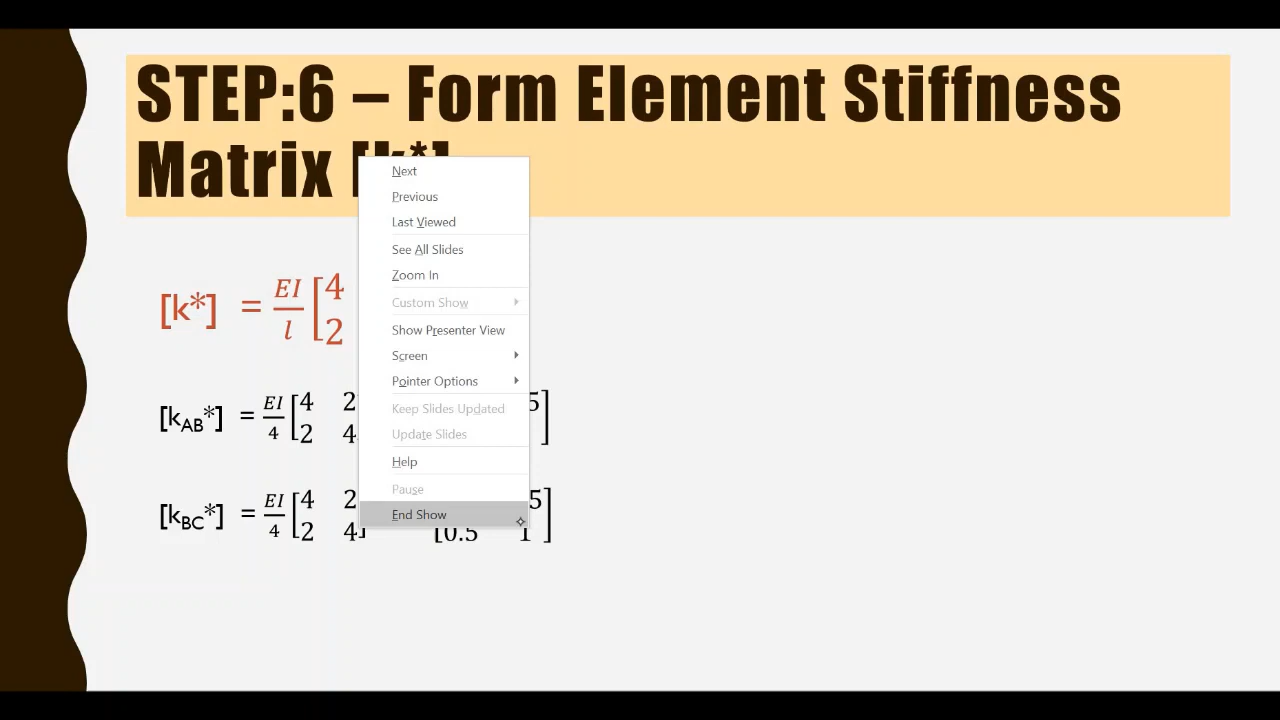 STEP:6 – Form Element Stiffness
Matrix [k*]
Next
Previous
Last Viewed
See All Slides
Zoom In
Custom Show
Show Presenter View
Screen
Pointer Options
Keep Slides Updated
Update Slides
Help
Pause
End Show
[k*] = EI/l [4
2
[kAB*] = EI/4 [4 2 5]
2 4
[kBC*] = EI/4 [4 2 5]
2 4] [0.5 1